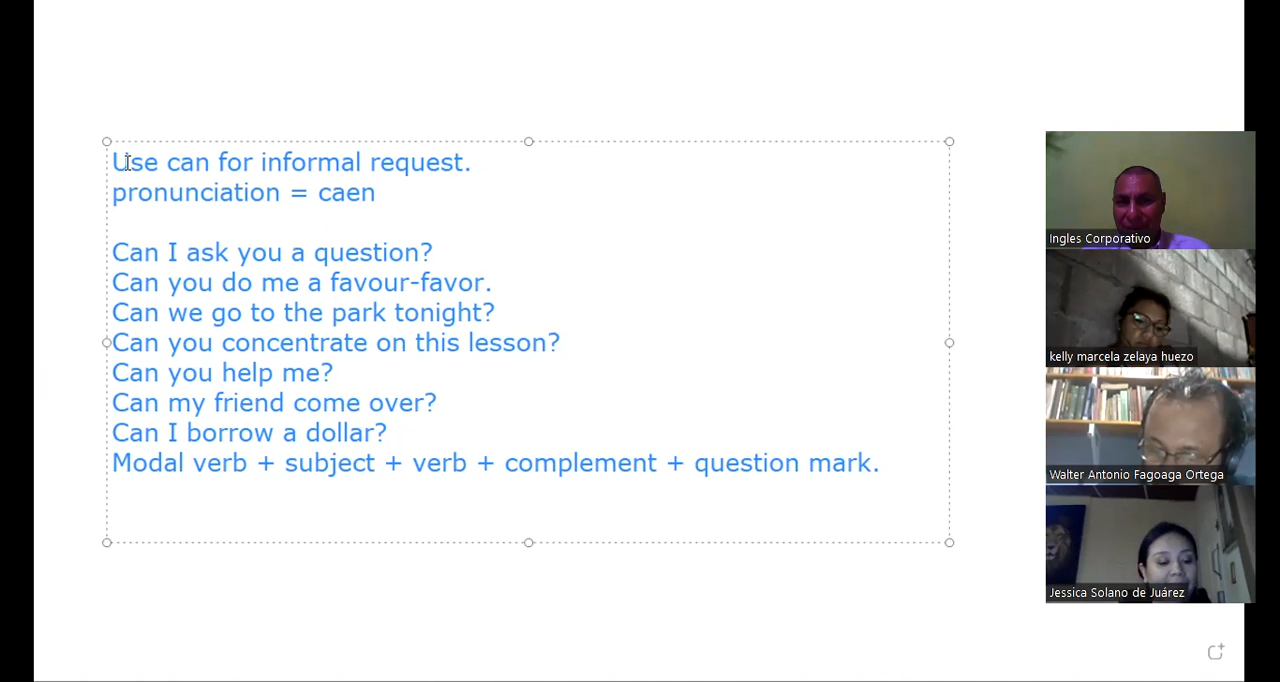 Use can for informal request.
pronunciation = caen
Can I ask you a question?
Can you do me a favour-favor.
Can we go to the park tonight?
Can you concentrate on this lesson?
Can you help me?
Can my friend come over?
Can I borrow a dollar?
Modal verb + subject + verb + complement + question mark.
Ingles Corporativo
kelly marcela zelaya huezo
Walter Antonio Fagoaga Ortega
Jessica Solano de Juárez